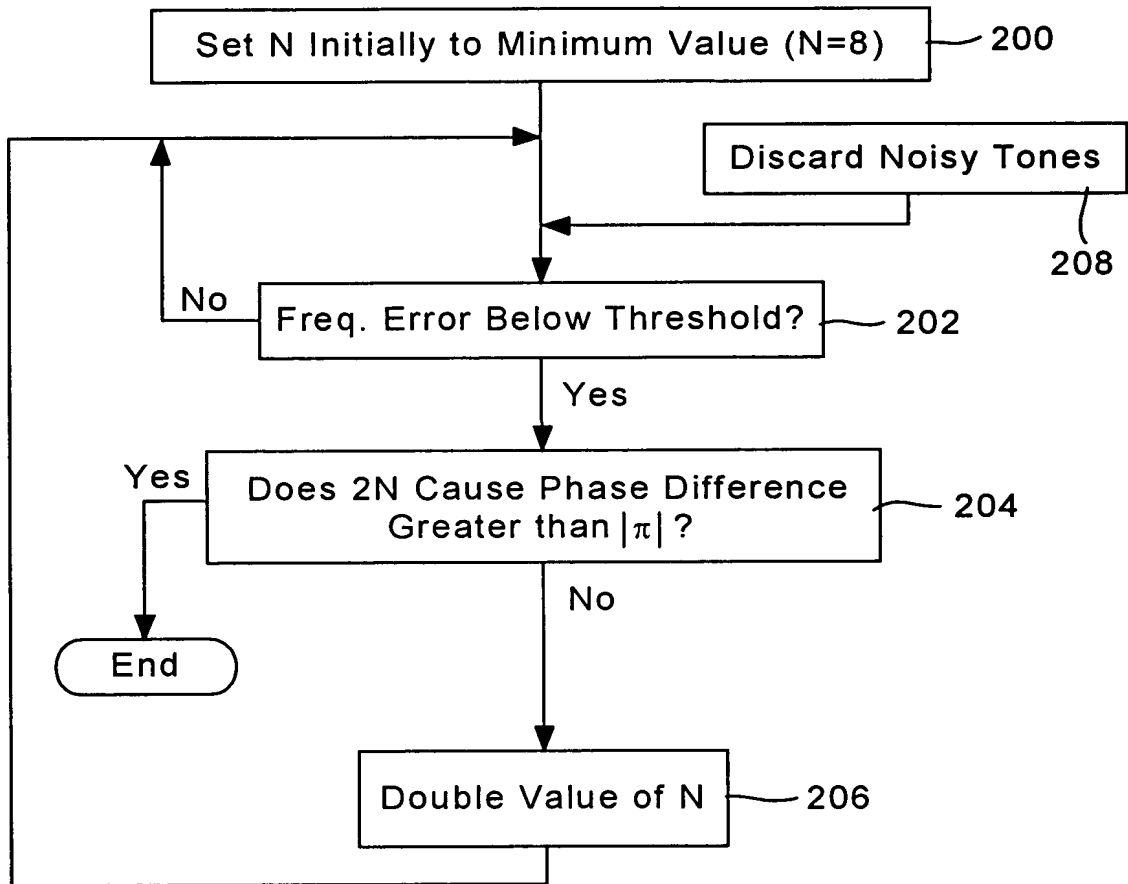 Set N Initially to Minimum Value (N=8)
200
Discard Noisy Tones
208
No
Freq. Error Below Threshold?
202
Yes
Yes
Does 2N Cause Phase Difference
Greater than |π| ?
204
No
End
Double Value of N
206